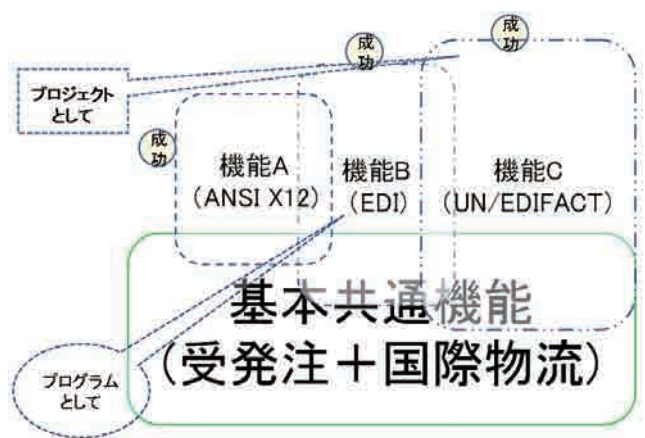 成
功
成
功
プロジェクト
として
成
功
機能A
(ANSI X12)
機能B
(EDI)
機能C
(UN/EDIFACT)
基本共通機能
(受発注+国際物流)
プログラム
として